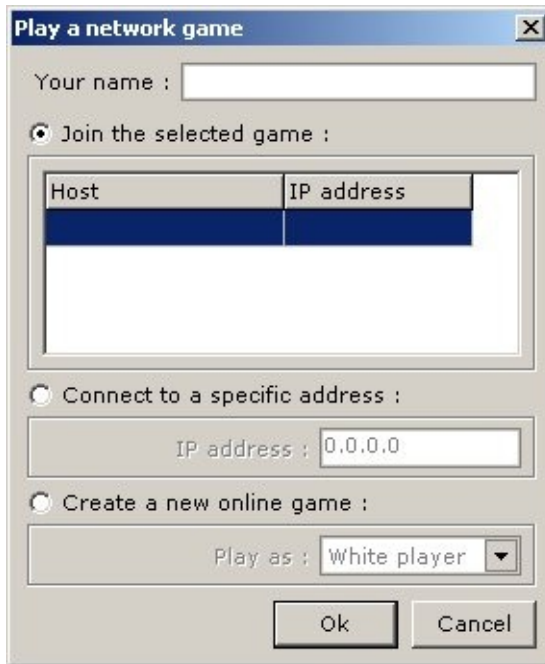 Play a network game
Your name :
Join the selected game :
Host IP address
Connect to a specific address :
IP address : 0.0.0.0
Create a new online game :
Play as : White player
Ok Cancel